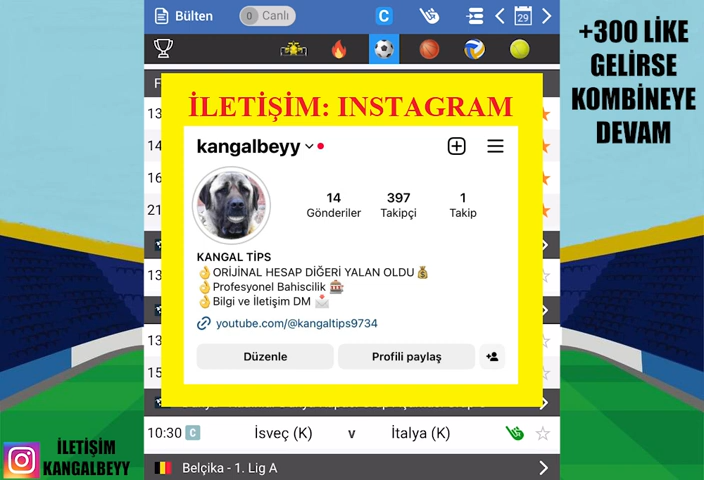 Bülten
0 Canlı
C
29
+300 LİKE
GELİRSE
KOMBİNEYE
DEVAM
İLETİŞİM: INSTAGRAM
kangalbeyy
14
Gönderiler
397
Takipçi
1
Takip
KANGAL TİPS
👌ORİJİNAL HESAP DİĞERİ YALAN OLDU💰
👌Profesyonel Bahiscilik 🎰
👌Bilgi ve İletişim DM 📩
youtube.com/@kangaltips9734
Düzenle
Profili paylaş
10:30 C İsveç (K) v İtalya (K)
Belçika - 1. Lig A
İLETİŞİM
KANGALBEYY